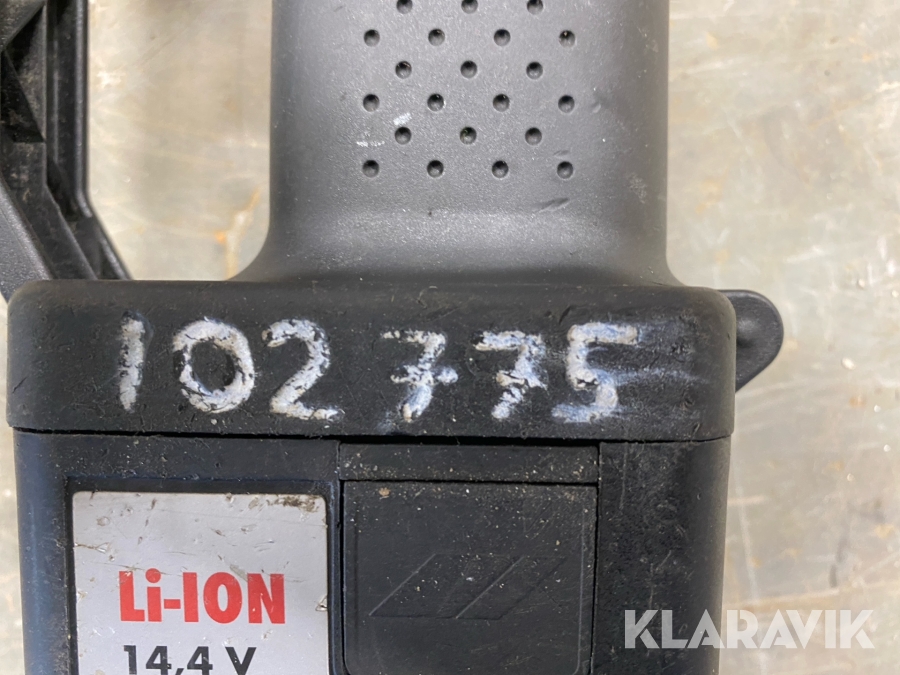 102775
Li-ION
14,4 V
KLARAVIK